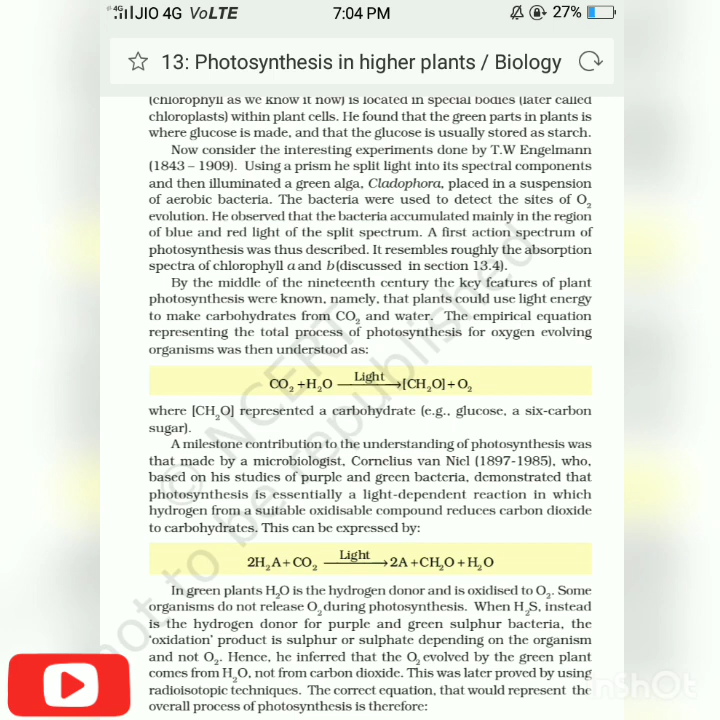 4G JIO 4G VoLTE 7:04 PM 27%
13: Photosynthesis in higher plants / Biology
(chlorophyll as we know it now) is located in special bodies (later called
chloroplasts) within plant cells. He found that the green parts in plants is
where glucose is made, and that the glucose is usually stored as starch.
Now consider the interesting experiments done by T.W Engelmann
(1843 – 1909). Using a prism he split light into its spectral components
and then illuminated a green alga, Cladophora, placed in a suspension
of aerobic bacteria. The bacteria were used to detect the sites of O₂
evolution. He observed that the bacteria accumulated mainly in the region
of blue and red light of the split spectrum. A first action spectrum of
photosynthesis was thus described. It resembles roughly the absorption
spectra of chlorophyll a and b (discussed in section 13.4).
By the middle of the nineteenth century the key features of plant
photosynthesis were known, namely, that plants could use light energy
to make carbohydrates from CO₂ and water. The empirical equation
representing the total process of photosynthesis for oxygen evolving
organisms was then understood as:
CO₂ + H₂O —Light→ [CH₂O] + O₂
where [CH₂O] represented a carbohydrate (e.g., glucose, a six-carbon
sugar).
A milestone contribution to the understanding of photosynthesis was
that made by a microbiologist, Cornelius van Niel (1897-1985), who,
based on his studies of purple and green bacteria, demonstrated that
photosynthesis is essentially a light-dependent reaction in which
hydrogen from a suitable oxidisable compound reduces carbon dioxide
to carbohydrates. This can be expressed by:
2H₂A + CO₂ —Light→ 2A + CH₂O + H₂O
In green plants H₂O is the hydrogen donor and is oxidised to O₂. Some
organisms do not release O₂ during photosynthesis. When H₂S, instead
is the hydrogen donor for purple and green sulphur bacteria, the
'oxidation' product is sulphur or sulphate depending on the organism
and not O₂. Hence, he inferred that the O₂ evolved by the green plant
comes from H₂O, not from carbon dioxide. This was later proved by using
radioisotopic techniques. The correct equation, that would represent the
overall process of photosynthesis is therefore:
© NCERT
not to be republished